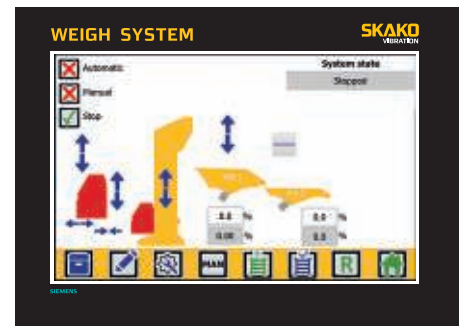 WEIGH SYSTEM
SKAKO
VIBRATION
Automatic
Manual
Stop
System state
Stopped
0.0 %
0.00 %
0.0 %
0.0 %
MAN
R
SIEMENS